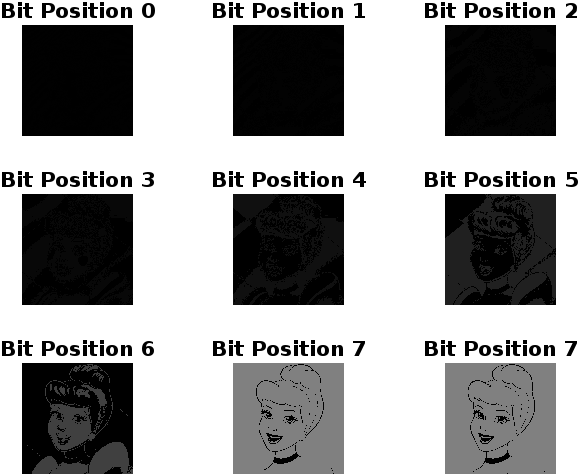 Bit Position 0
Bit Position 1
Bit Position 2
Bit Position 3
Bit Position 4
Bit Position 5
Bit Position 6
Bit Position 7
Bit Position 7